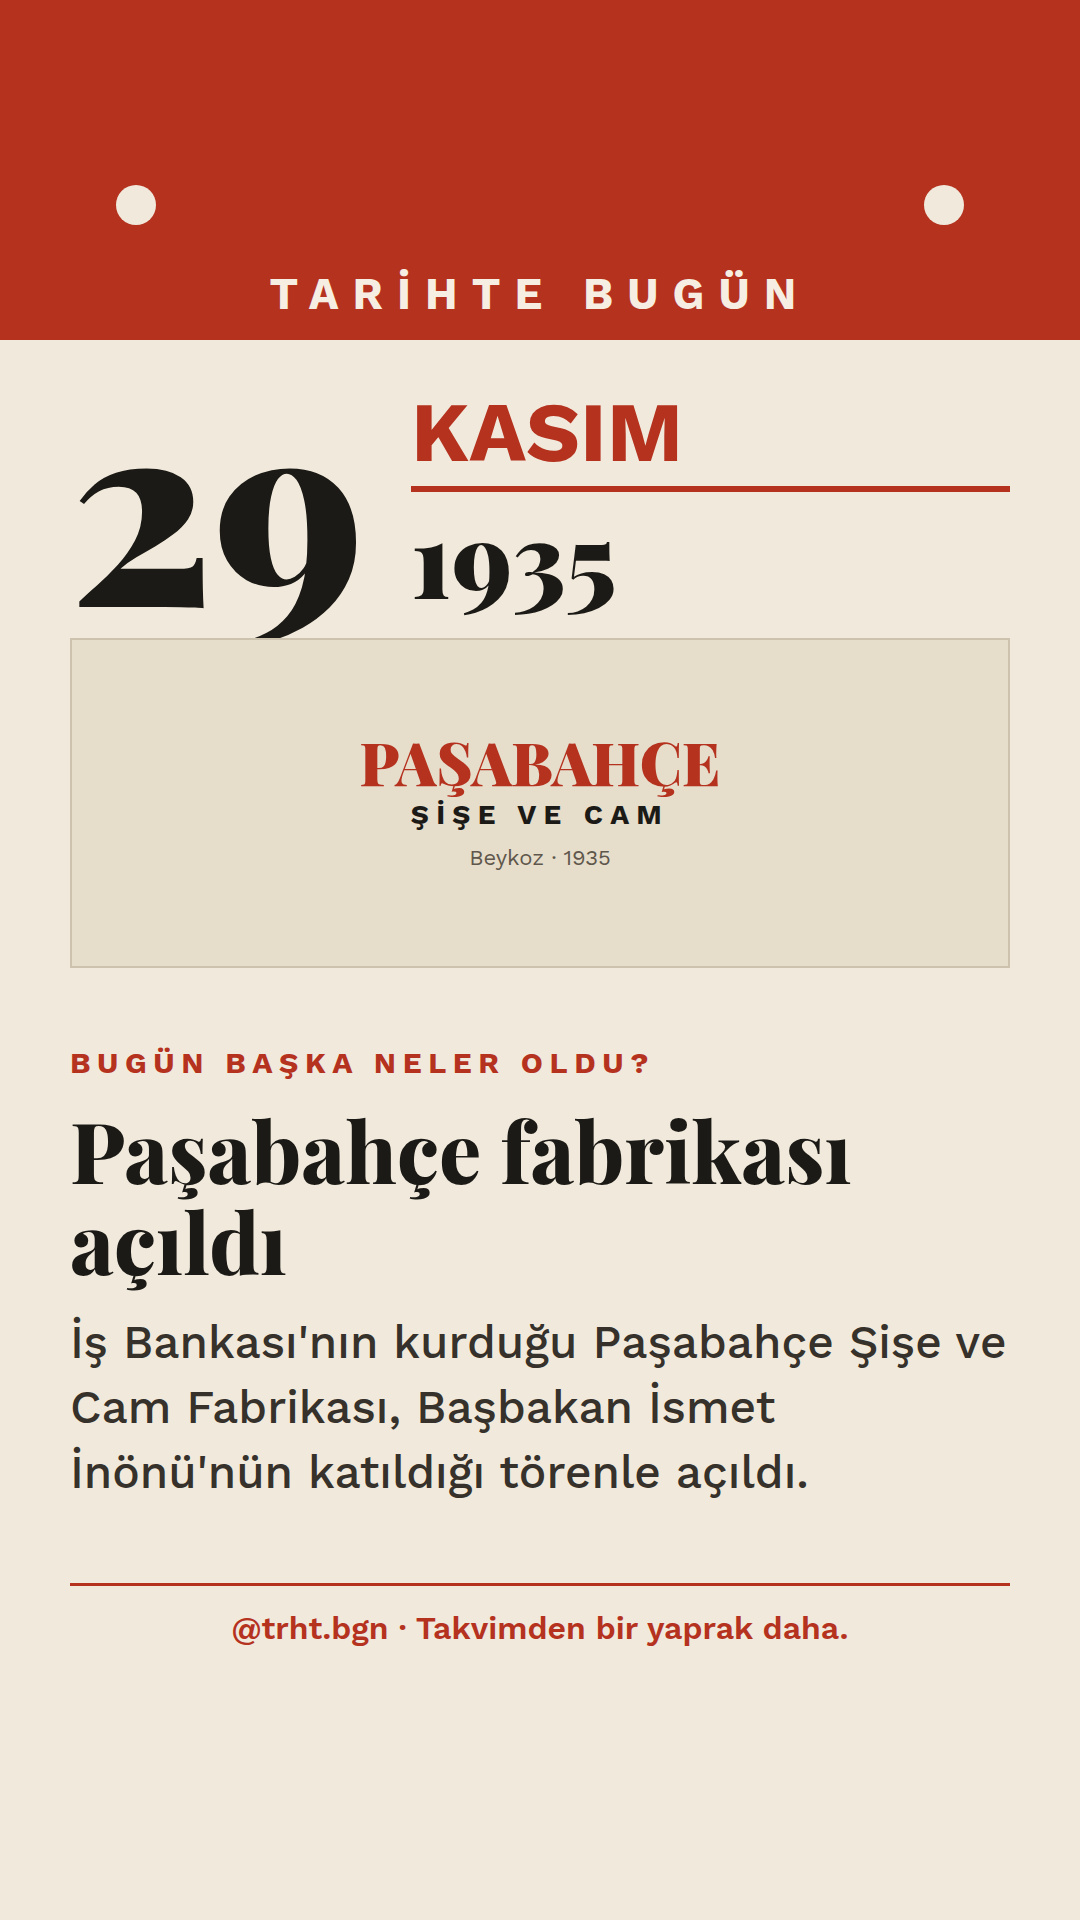 TARİHTE BUGÜN
29
KASIM
1935
PAŞABAHÇE
ŞİŞE VE CAM
Beykoz · 1935
BUGÜN BAŞKA NELER OLDU?
Paşabahçe fabrikası
açıldı
İş Bankası'nın kurduğu Paşabahçe Şişe ve
Cam Fabrikası, Başbakan İsmet
İnönü'nün katıldığı törenle açıldı.
@trht.bgn · Takvimden bir yaprak daha.